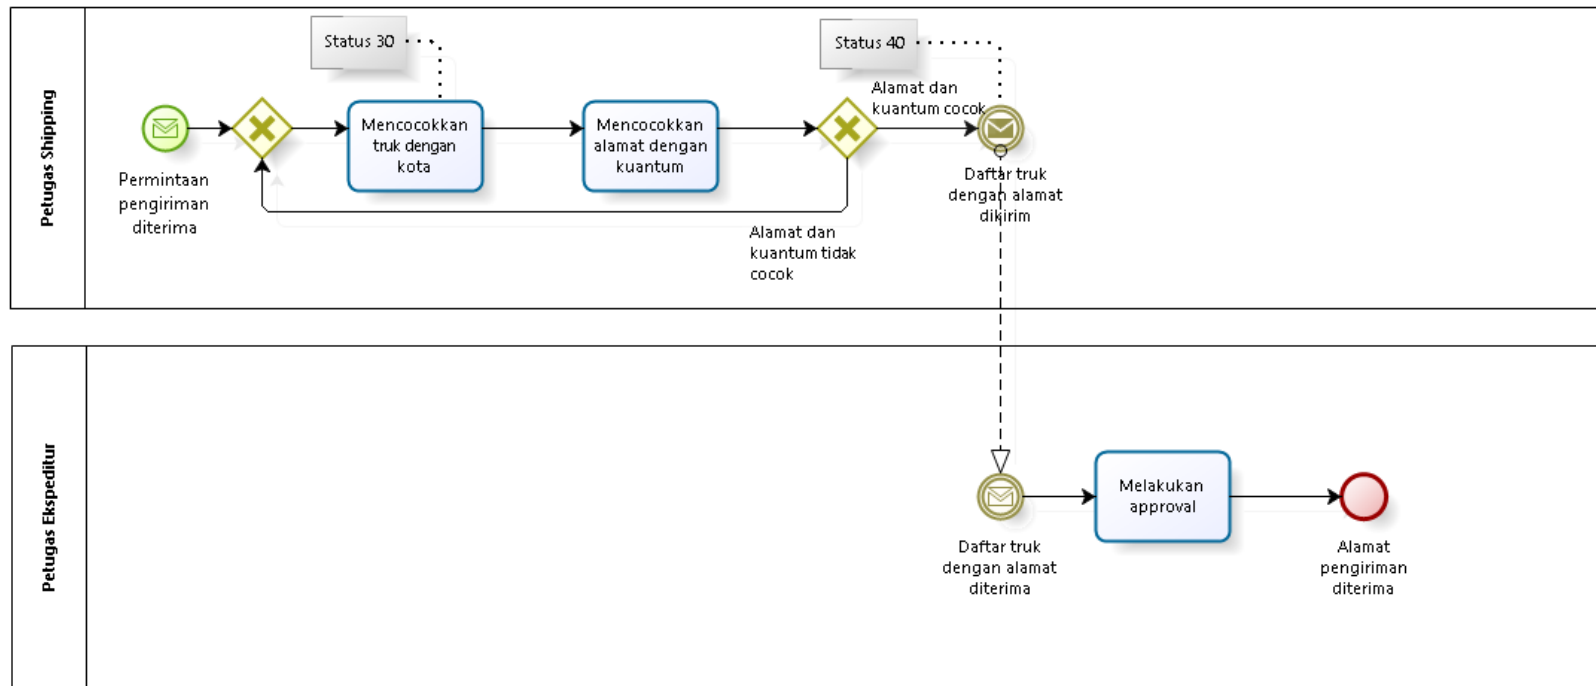 Petugas Shipping
Status 30
Status 40
Alamat dan
kuantum cocok
Mencocokkan
truk dengan
kota
Mencocokkan
alamat dengan
kuantum
Permintaan
pengiriman
diterima
Daftar truk
dengan alamat
dikirim
Alamat dan
kuantum tidak
cocok
Petugas Ekspeditur
Melakukan
approval
Daftar truk
dengan alamat
diterima
Alamat
pengiriman
diterima